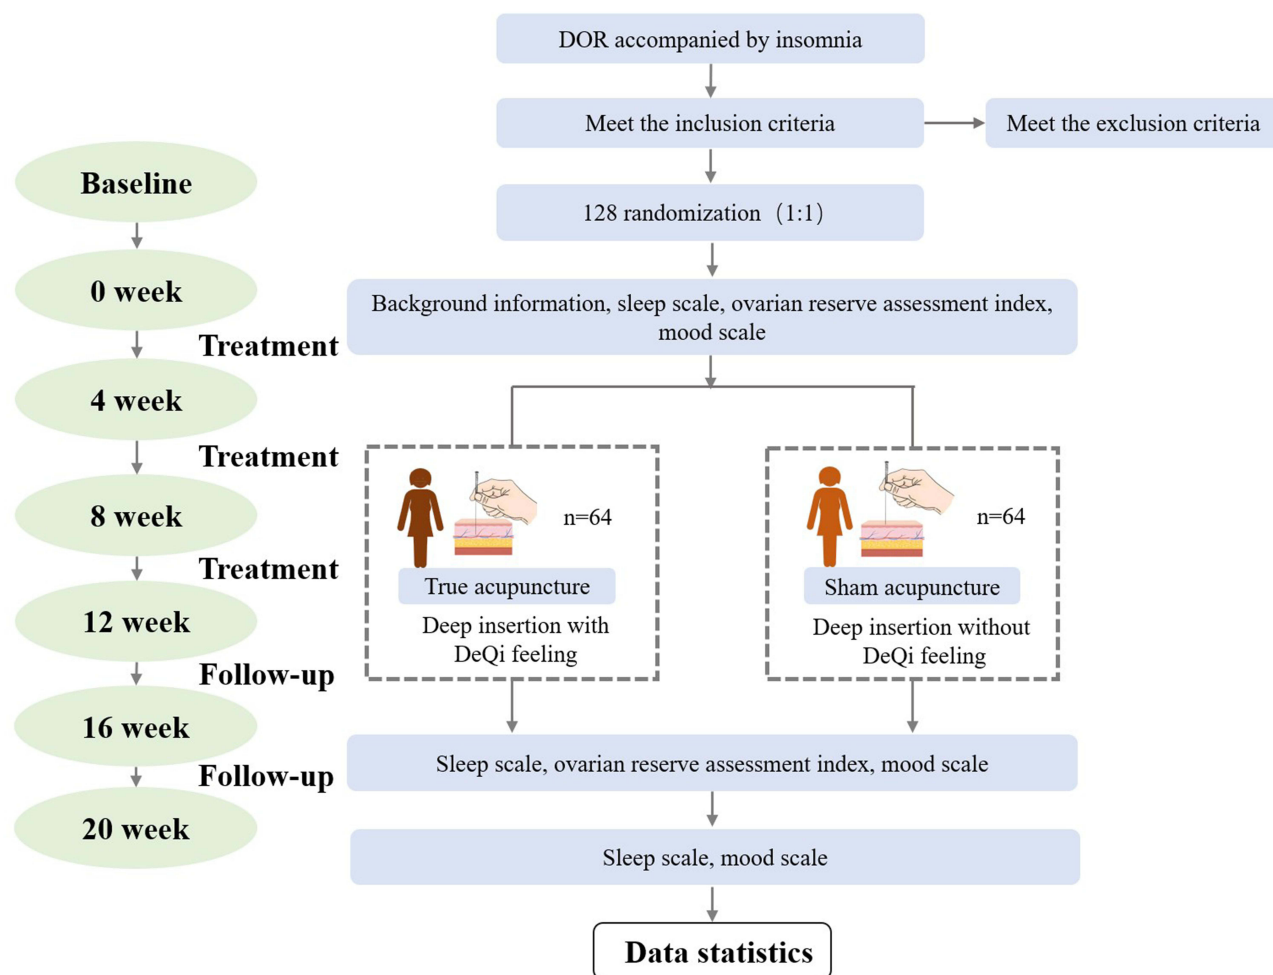 DOR accompanied by insomnia
Meet the inclusion criteria
Meet the exclusion criteria
128 randomization（1:1）
Background information, sleep scale, ovarian reserve assessment index,
mood scale
Baseline
0 week
Treatment
4 week
Treatment
8 week
Treatment
12 week
Follow-up
16 week
Follow-up
20 week
n=64
True acupuncture
Deep insertion with
DeQi feeling
n=64
Sham acupuncture
Deep insertion without
DeQi feeling
Sleep scale, ovarian reserve assessment index, mood scale
Sleep scale, mood scale
Data statistics